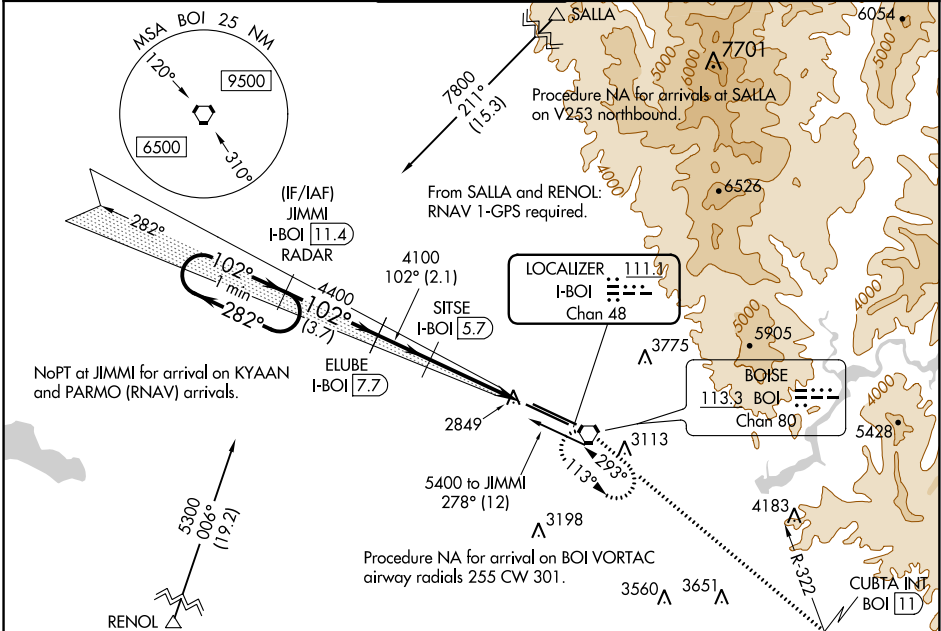 MSA BOI 25 NM
120°
9500
6500
310°
SALLA
7800
211°
(15.3)
6054
5000
6000
5000
7701
Procedure NA for arrivals at SALLA
on V253 northbound.
4000
6526
(IF/IAF)
JIMMI
I-BOI 11.4
RADAR
From SALLA and RENOL:
RNAV 1-GPS required.
282°
102°
1 min
282°
4400
102°
(3.7)
4100
102° (2.1)
SITSE
I-BOI 5.7
ELUBE
I-BOI 7.7
LOCALIZER 111.1
I-BOI
Chan 48
4000
5000
5905
3775
BOISE
113.3 BOI
Chan 80
4000
5428
NoPT at JIMMI for arrival on KYAAN
and PARMO (RNAV) arrivals.
2849
3113
293°
113°
5400 to JIMMI
278° (12)
3198
4183
R-322
5300
006°
(19.2)
RENOL
Procedure NA for arrival on BOI VORTAC
airway radials 255 CW 301.
3560
3651
CUBTA INT
BOI 11